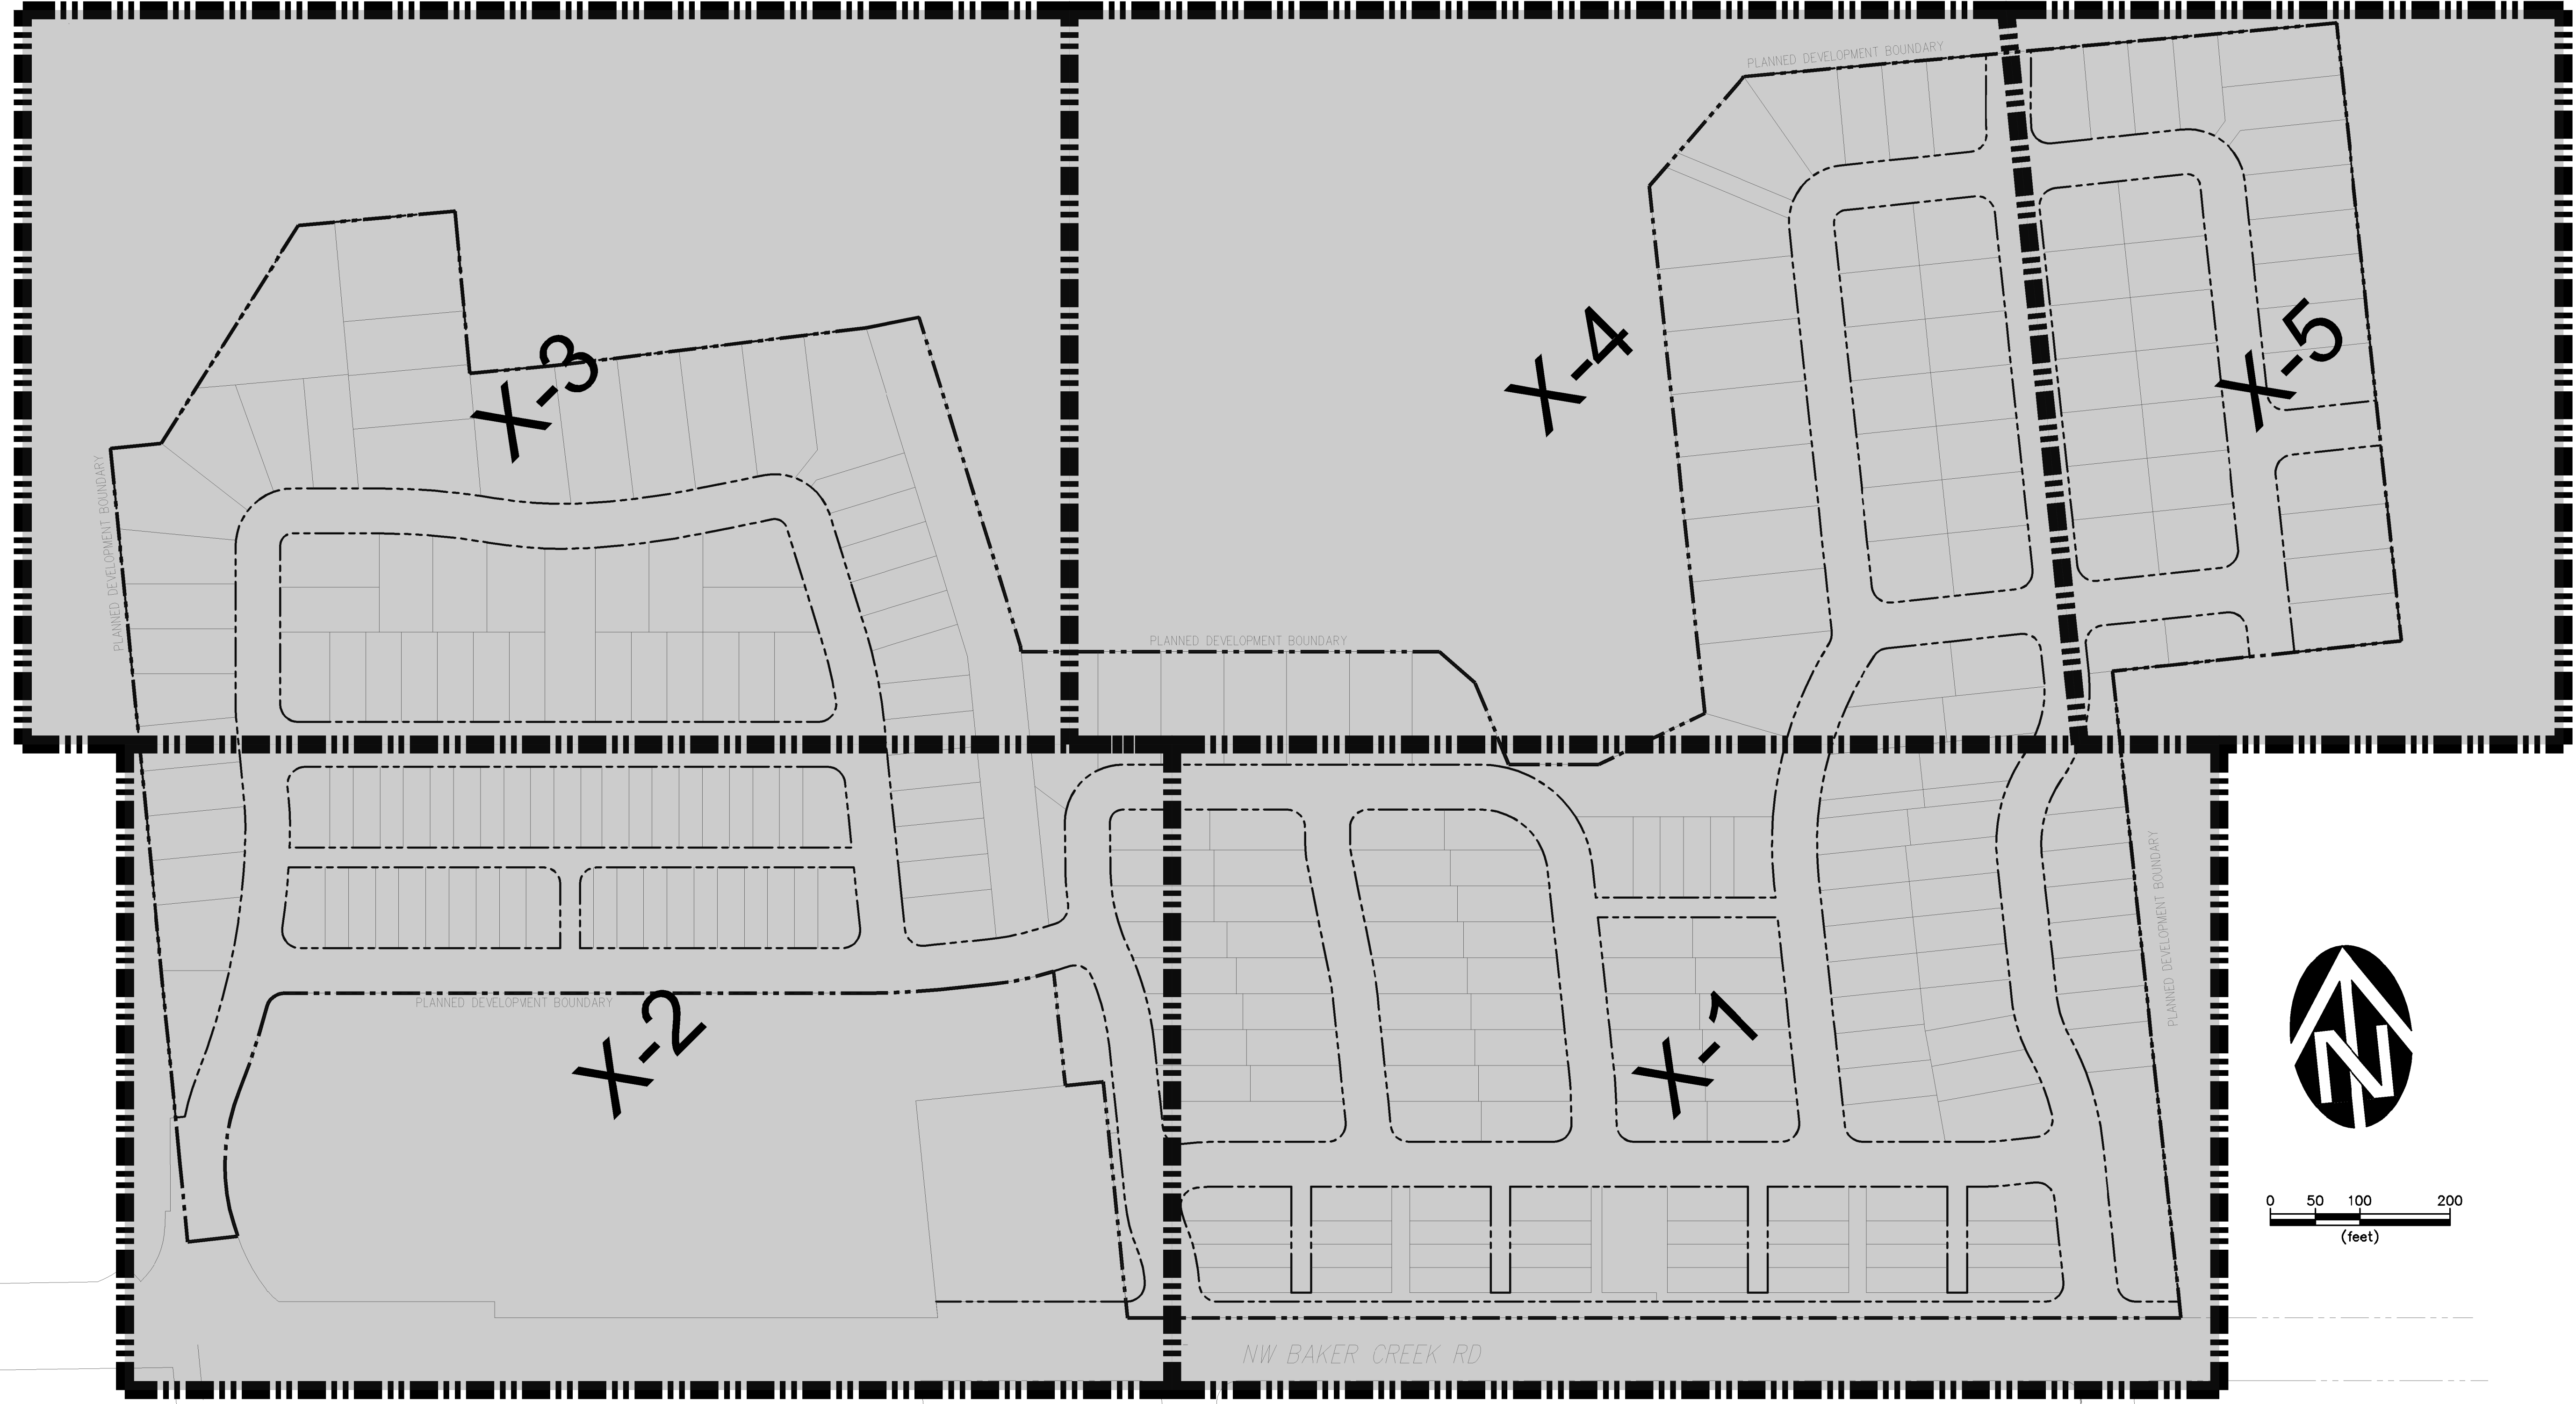 PLANNED DEVELOPMENT BOUNDARY
X-3
X-4
X-5
PLANNED DEVELOPMENT BOUNDARY
PLANNED DEVELOPMENT BOUNDARY
PLANNED DEVELOPMENT BOUNDARY
PLANNED DEVELOPMENT BOUNDARY
X-2
X-1
N
0 50 100 200
(feet)
NW BAKER CREEK RD